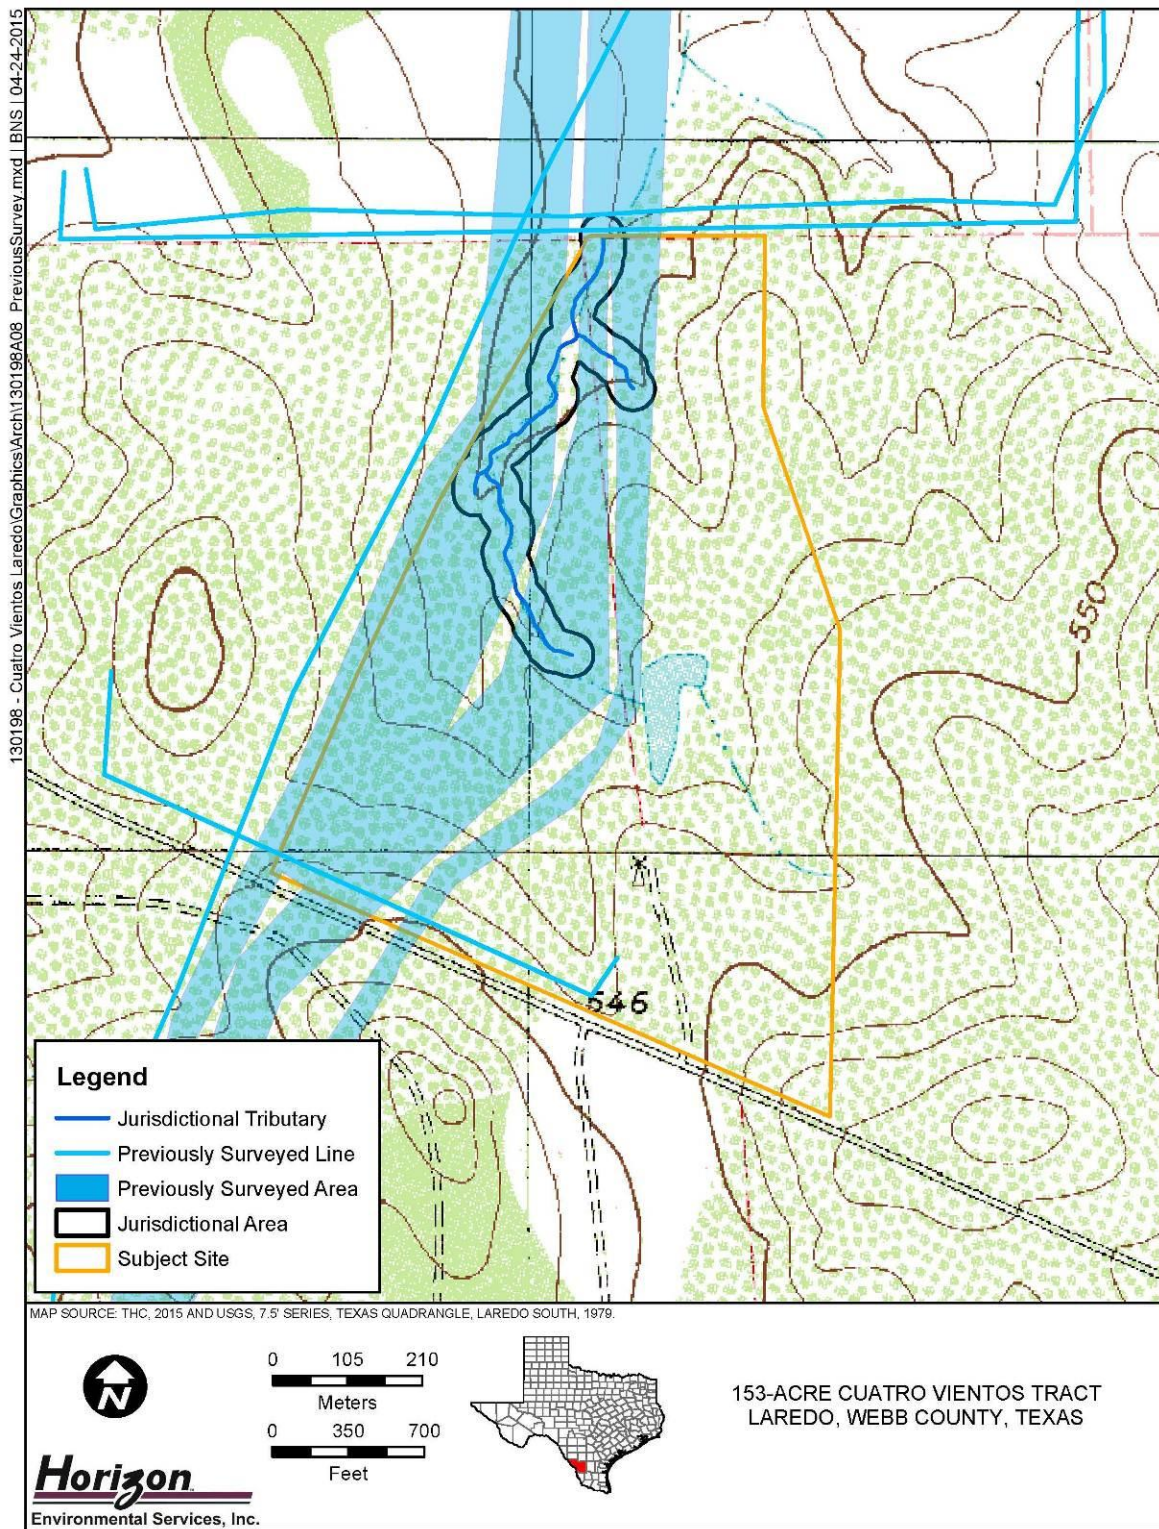 130198 - Cuatro Vientos Laredo\Graphics\Arch\130198A08_PreviousSurvey.mxd | BNS | 04-24-2015
550
546
Legend
Jurisdictional Tributary
Previously Surveyed Line
Previously Surveyed Area
Jurisdictional Area
Subject Site
MAP SOURCE: THC, 2015 AND USGS, 7.5' SERIES, TEXAS QUADRANGLE, LAREDO SOUTH, 1979.
N
0 105 210
Meters
0 350 700
Feet
153-ACRE CUATRO VIENTOS TRACT
LAREDO, WEBB COUNTY, TEXAS
Horizon
Environmental Services, Inc.